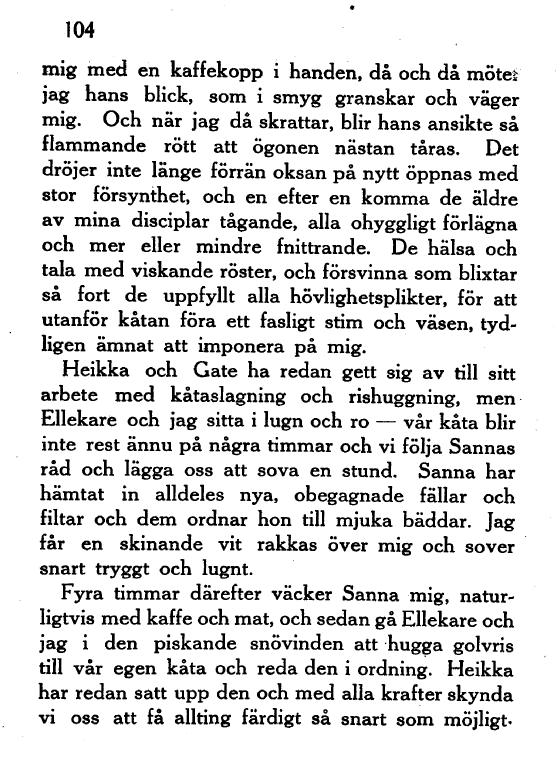 104
mig med en kaffekopp i handen, då och då möter
jag hans blick, som i smyg granskar och väger
mig. Och när jag då skrattar, blir hans ansikte så
flammande rött att ögonen nästan tåras. Det
dröjer inte länge förrän oksan på nytt öppnas med
stor försynthet, och en efter en komma de äldre
av mina disciplar tågande, alla ohyggligt förlägna
och mer eller mindre fnittrande. De hälsa och
tala med viskande röster, och försvinna som blixtar
så fort de uppfyllt alla hövlighetsplikter, för att
utanför kåtan föra ett fasligt stim och väsen, tyd-
ligen ämnat att imponera på mig.
Heikka och Gate ha redan gett sig av till sitt
arbete med kåtaslagning och rishuggning, men
Ellekare och jag sitta i lugn och ro — vår kåta blir
inte rest ännu på några timmar och vi följa Sannas
råd och lägga oss att sova en stund. Sanna har
hämtat in alldeles nya, obegagnade fällar och
filtar och dem ordnar hon till mjuka bäddar. Jag
får en skinande vit rakkas över mig och sover
snart tryggt och lugnt.
Fyra timmar därefter väcker Sanna mig, natur-
ligtvis med kaffe och mat, och sedan gå Ellekare och
jag i den piskande snövinden att hugga golvris
till vår egen kåta och reda den i ordning. Heikka
har redan satt upp den och med alla krafter skynda
vi oss att få allting färdigt så snart som möjligt.